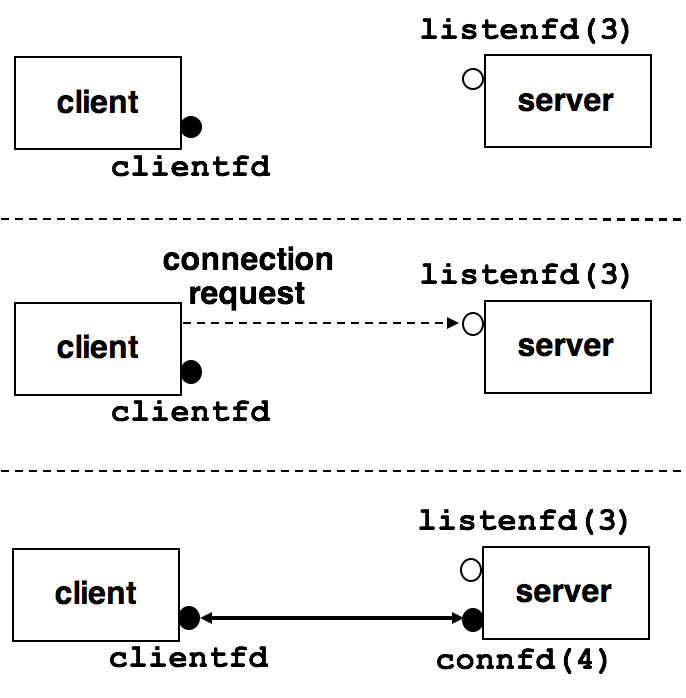 listenfd(3)
client
server
clientfd
connection
request
listenfd(3)
client
server
clientfd
listenfd(3)
client
server
clientfd
connfd(4)